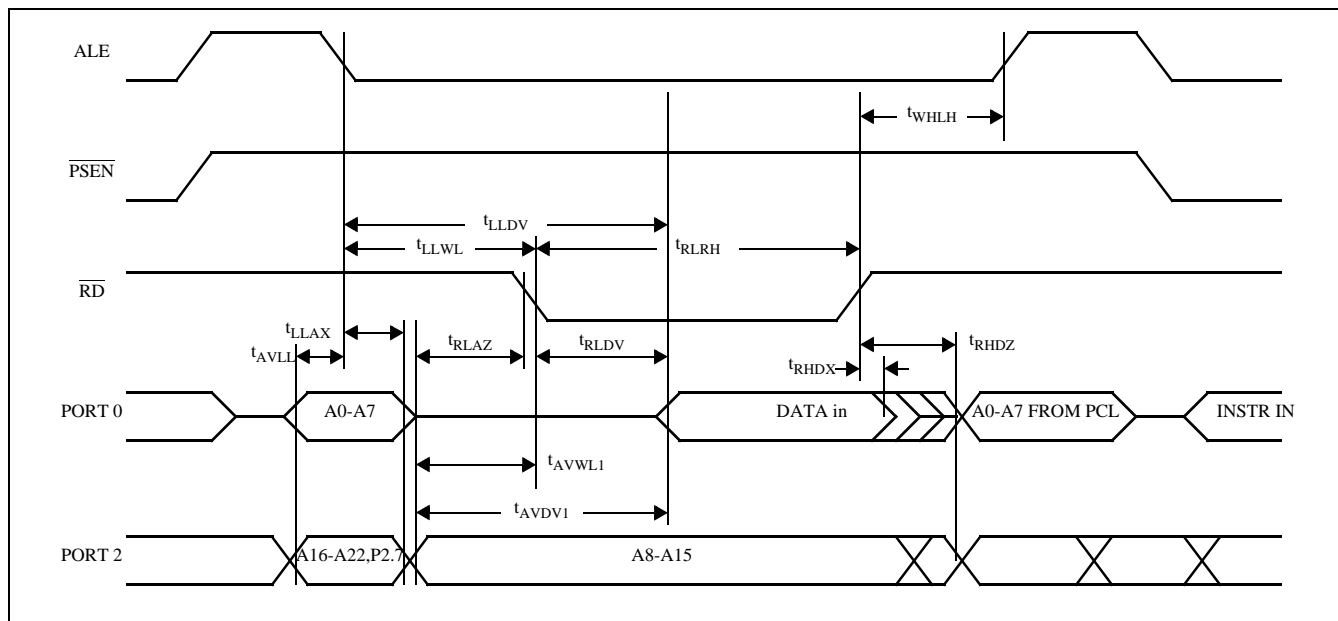 ALE
tWHLH
PSEN
tLLDV
tLLWL
tRLRH
RD
tLLAX
tAVLL
tRLAZ
tRLDV
tRHDZ
tRHDX
PORT 0
A0-A7
DATA in
A0-A7 FROM PCL
INSTR IN
tAVWL1
tAVDV1
PORT 2
A16-A22,P2.7
A8-A15